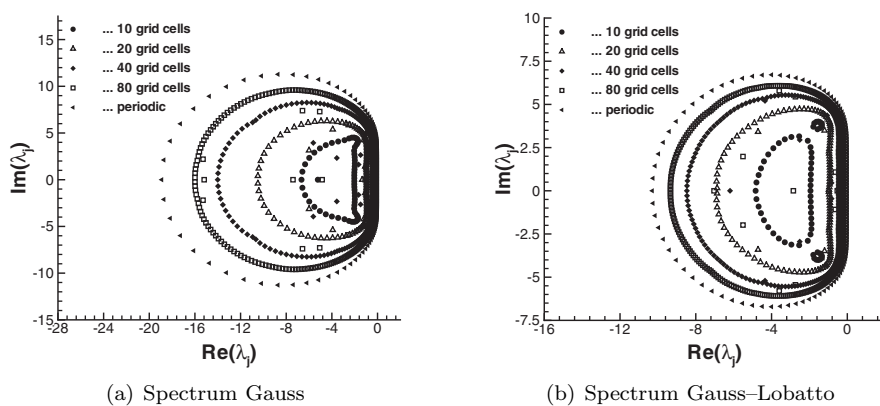 15
10
5
0
-5
-10
-15
-28 -24 -20 -16 -12 -8 -4 0
Im(λj)
Re(λj)
... 10 grid cells
... 20 grid cells
... 40 grid cells
... 80 grid cells
... periodic
(a) Spectrum Gauss
10
7.5
5
2.5
0
-2.5
-5
-7.5
-16 -12 -8 -4 0
Im(λj)
Re(λj)
... 10 grid cells
... 20 grid cells
... 40 grid cells
... 80 grid cells
... periodic
(b) Spectrum Gauss–Lobatto